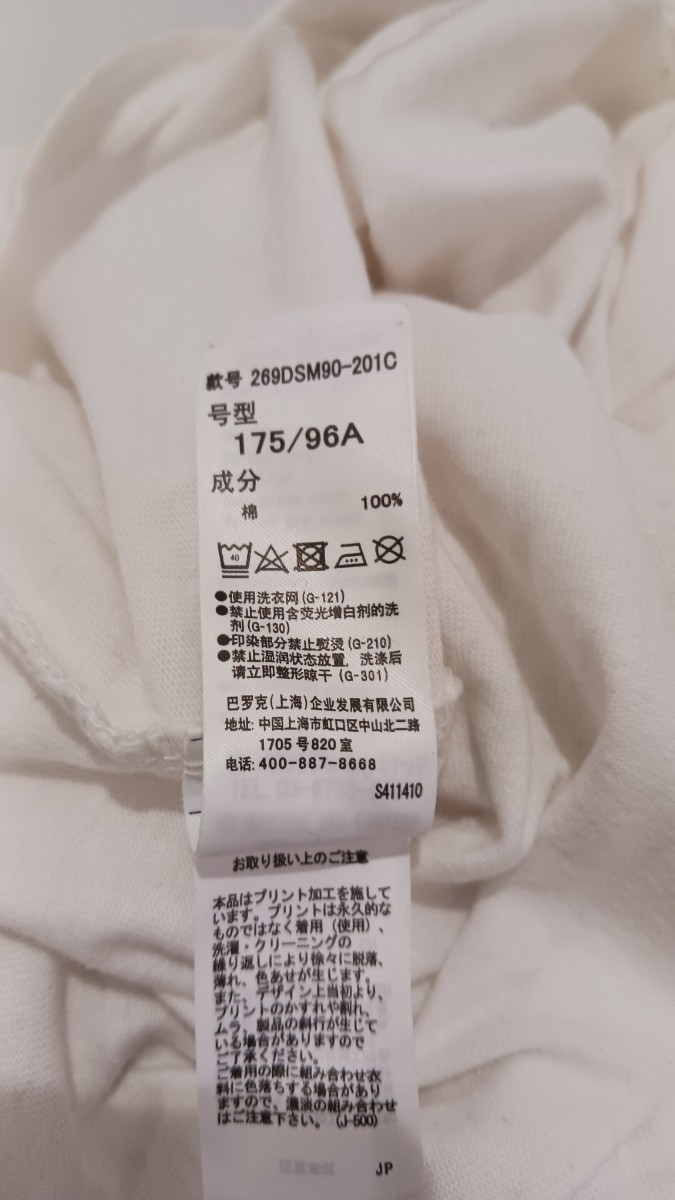 款号 269DSM90-201C
号型
175/96A
成分
棉 100%
40
●使用洗衣网(G-121)
●禁止使用含荧光增白剂的洗
剂(G-130)
●印染部分禁止熨烫(G-210)
●禁止湿润状态放置,洗涤后
请立即整形晾干(G-301)
巴罗克(上海)企业发展有限公司
地址:中国上海市虹口区中山北二路
1705号820室
电话:400-887-8668
S411410
お取り扱い上のご注意
本品はプリント加工を施して
います。プリントは永久的な
ものではなく着用(使用)、
洗濯・クリーニングの
繰り返しにより徐々に脱落、
薄れ、色あせが生じます。
また、デザイン上当初より、
プリントのかすれや割れ、
ムラ、製品の斜行が生じて
いる場合がありますので
ご了承ください。
ご着用の際に組み合わせ衣
料に色落ちする場合があり
ますので、濃淡の組み合わせ
はご注意下さい。(J-500)
JP